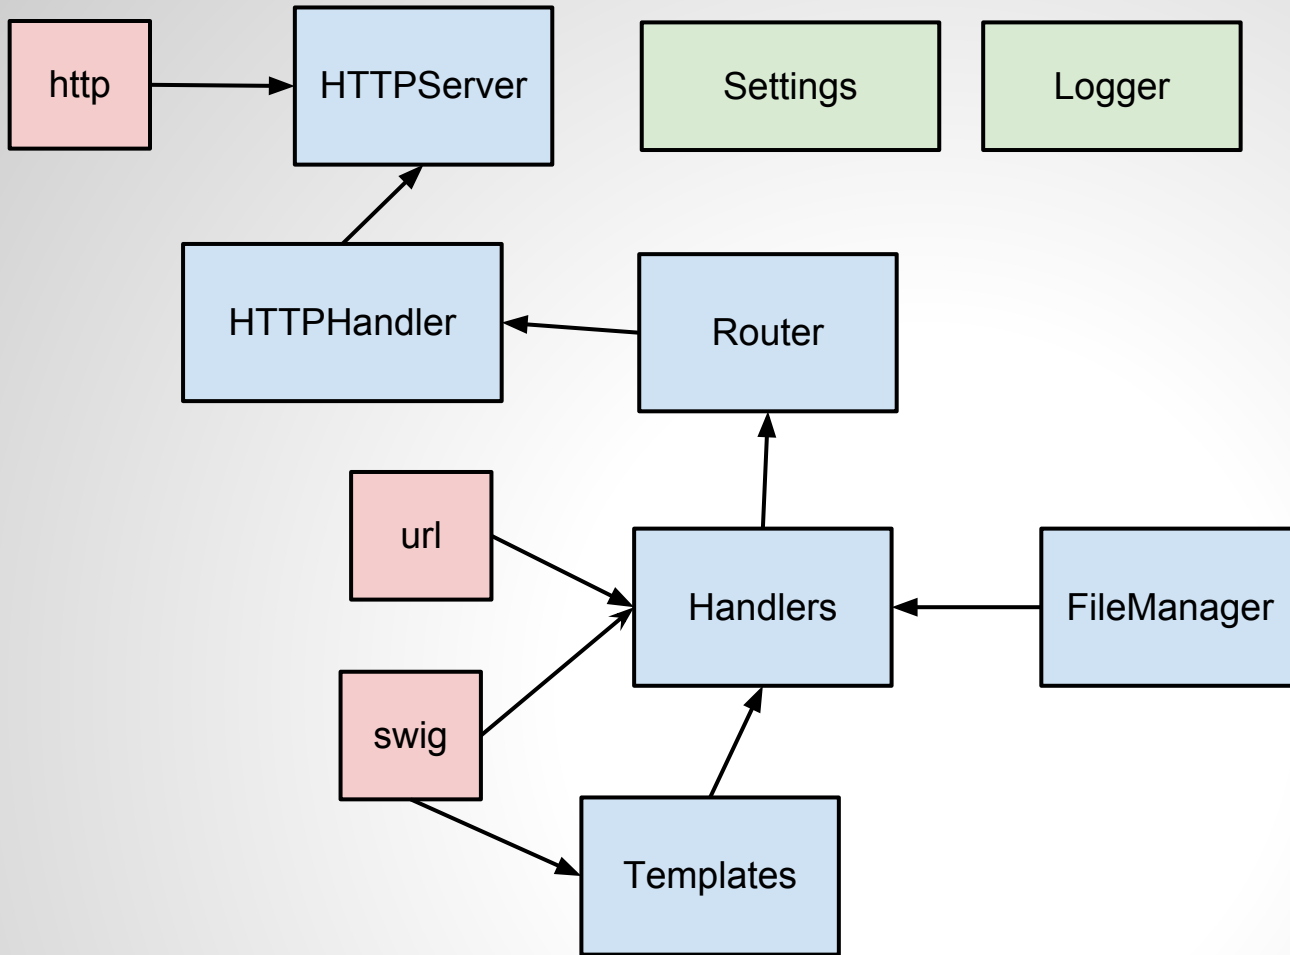 http
HTTPServer
Settings
Logger
HTTPHandler
Router
url
Handlers
FileManager
swig
Templates